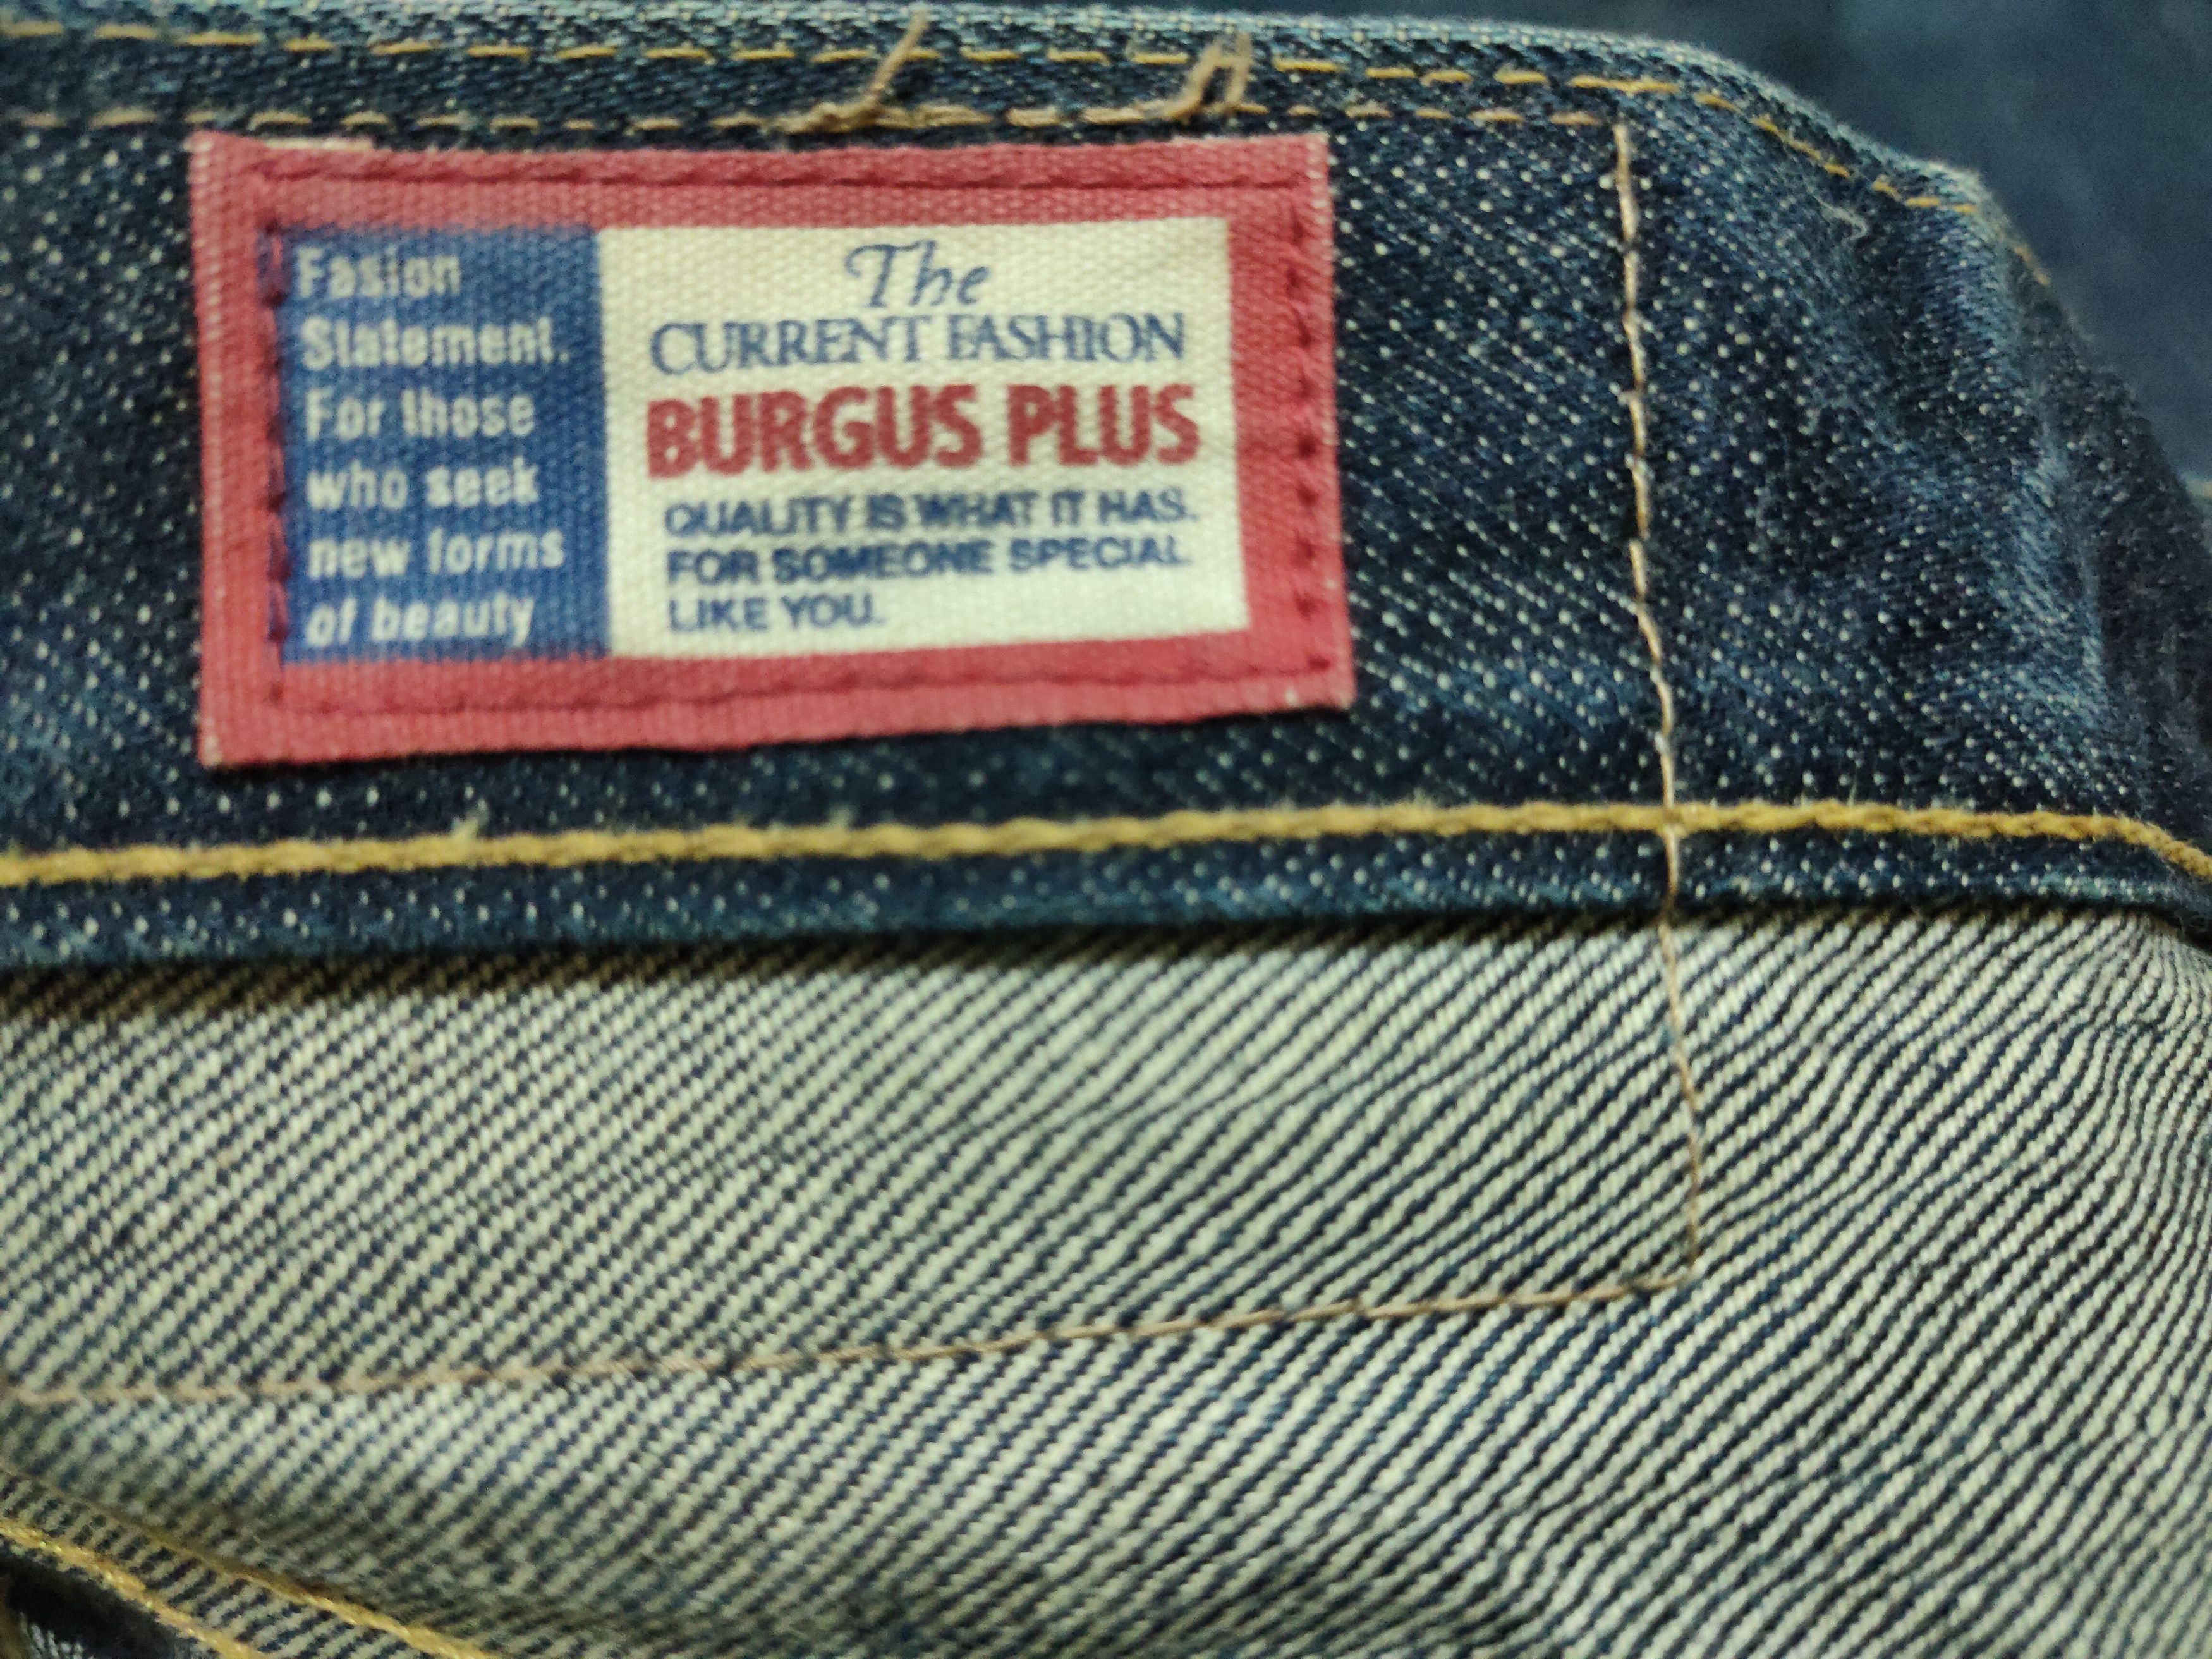 Fasign
Statement.
For those
who seek
new forms
of beauty
The
CURRENT FASHION
BURGUS PLUS
QUALITY IS WHAT IT HAS.
FOR SOMEONE SPECIAL
LIKE YOU.